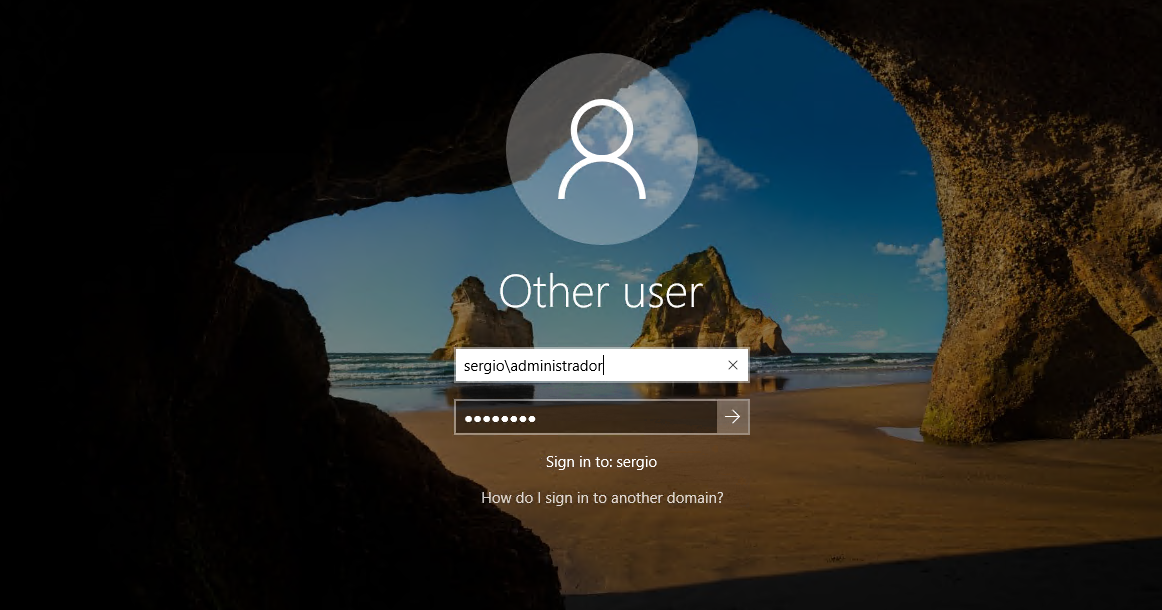 Other user
sergio\administrador
Sign in to: sergio
How do I sign in to another domain?